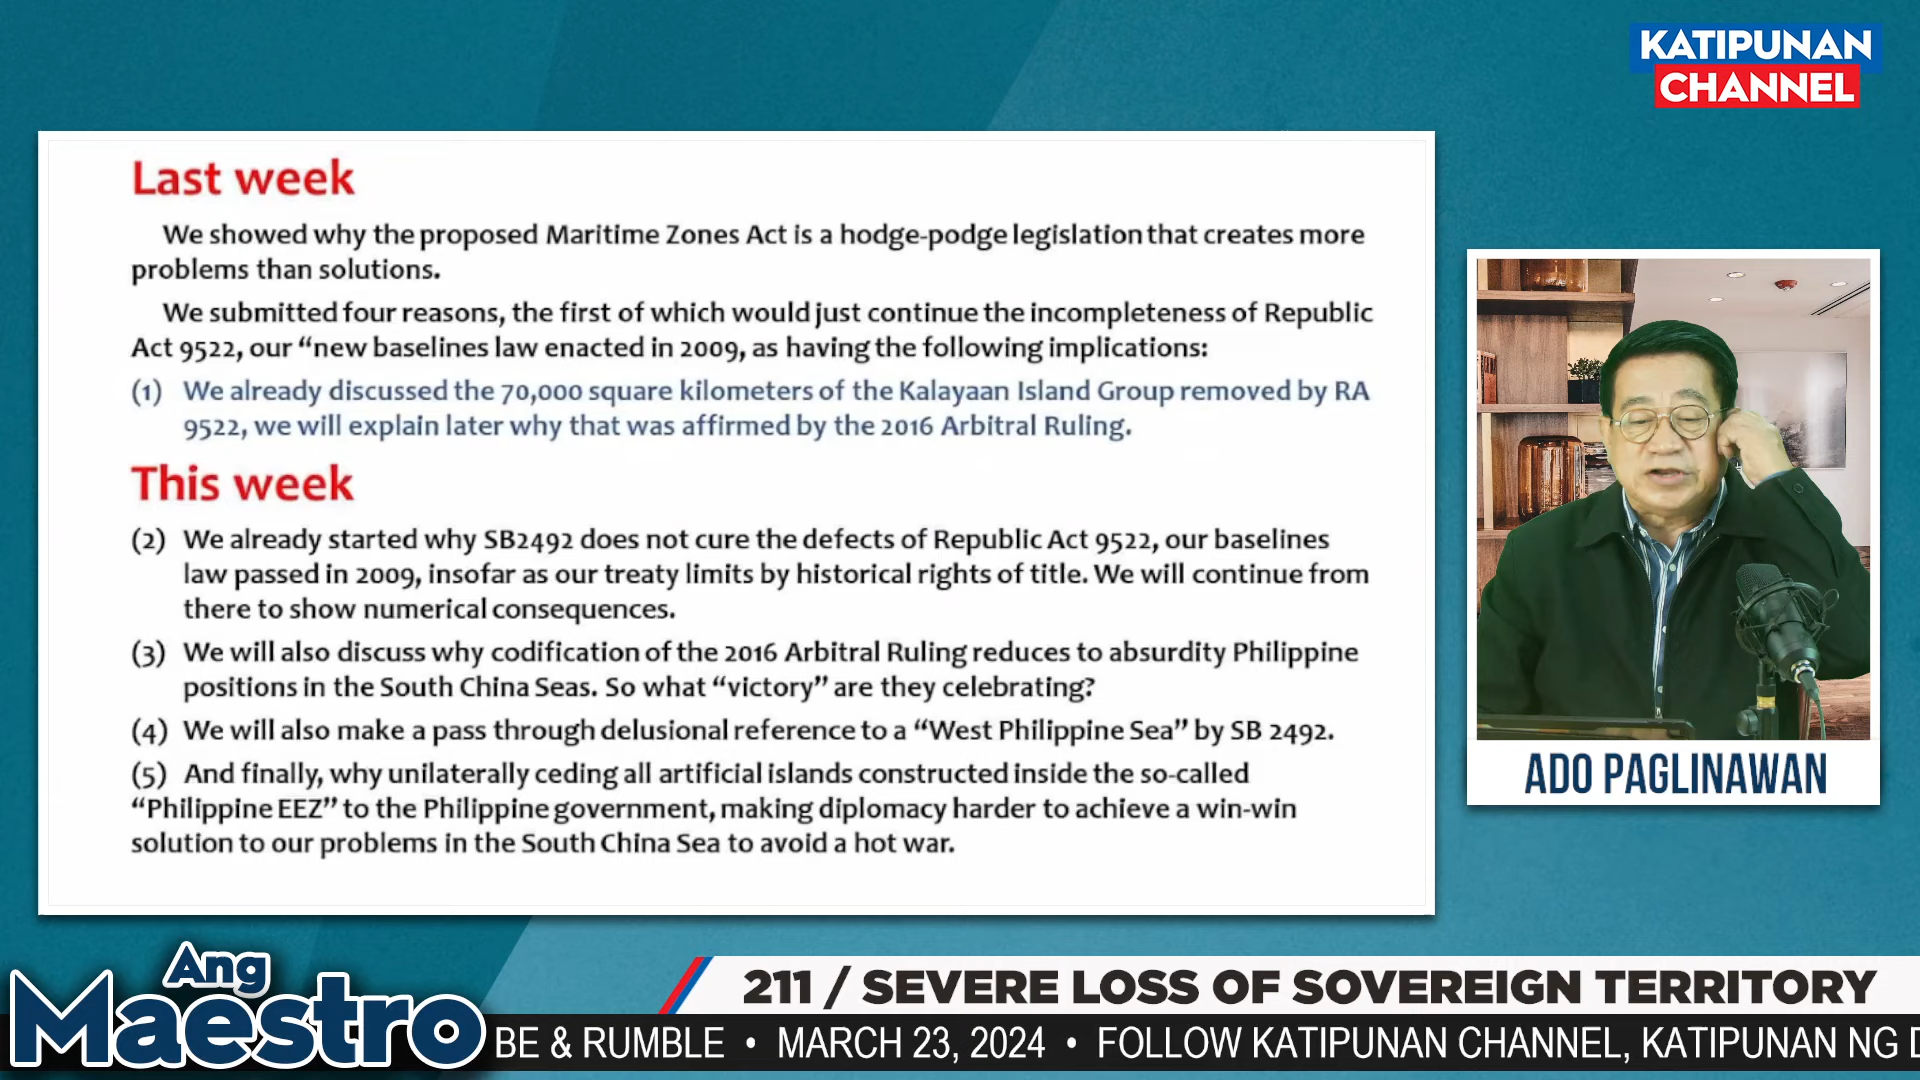 KATIPUNAN
CHANNEL
Last week
We showed why the proposed Maritime Zones Act is a hodge-podge legislation that creates more
problems than solutions.
We submitted four reasons, the first of which would just continue the incompleteness of Republic
Act 9522, our “new baselines law enacted in 2009, as having the following implications:
(1) We already discussed the 70,000 square kilometers of the Kalayaan Island Group removed by RA
9522, we will explain later why that was affirmed by the 2016 Arbitral Ruling.
This week
(2) We already started why SB2492 does not cure the defects of Republic Act 9522, our baselines
law passed in 2009, insofar as our treaty limits by historical rights of title. We will continue from
there to show numerical consequences.
(3) We will also discuss why codification of the 2016 Arbitral Ruling reduces to absurdity Philippine
positions in the South China Seas. So what “victory” are they celebrating?
(4) We will also make a pass through delusional reference to a “West Philippine Sea” by SB 2492.
(5) And finally, why unilaterally ceding all artificial islands constructed inside the so-called
“Philippine EEZ” to the Philippine government, making diplomacy harder to achieve a win-win
solution to our problems in the South China Sea to avoid a hot war.
ADO PAGLINAWAN
Ang
Maestro
211 / SEVERE LOSS OF SOVEREIGN TERRITORY
BE & RUMBLE • MARCH 23, 2024 • FOLLOW KATIPUNAN CHANNEL, KATIPUNAN NG D